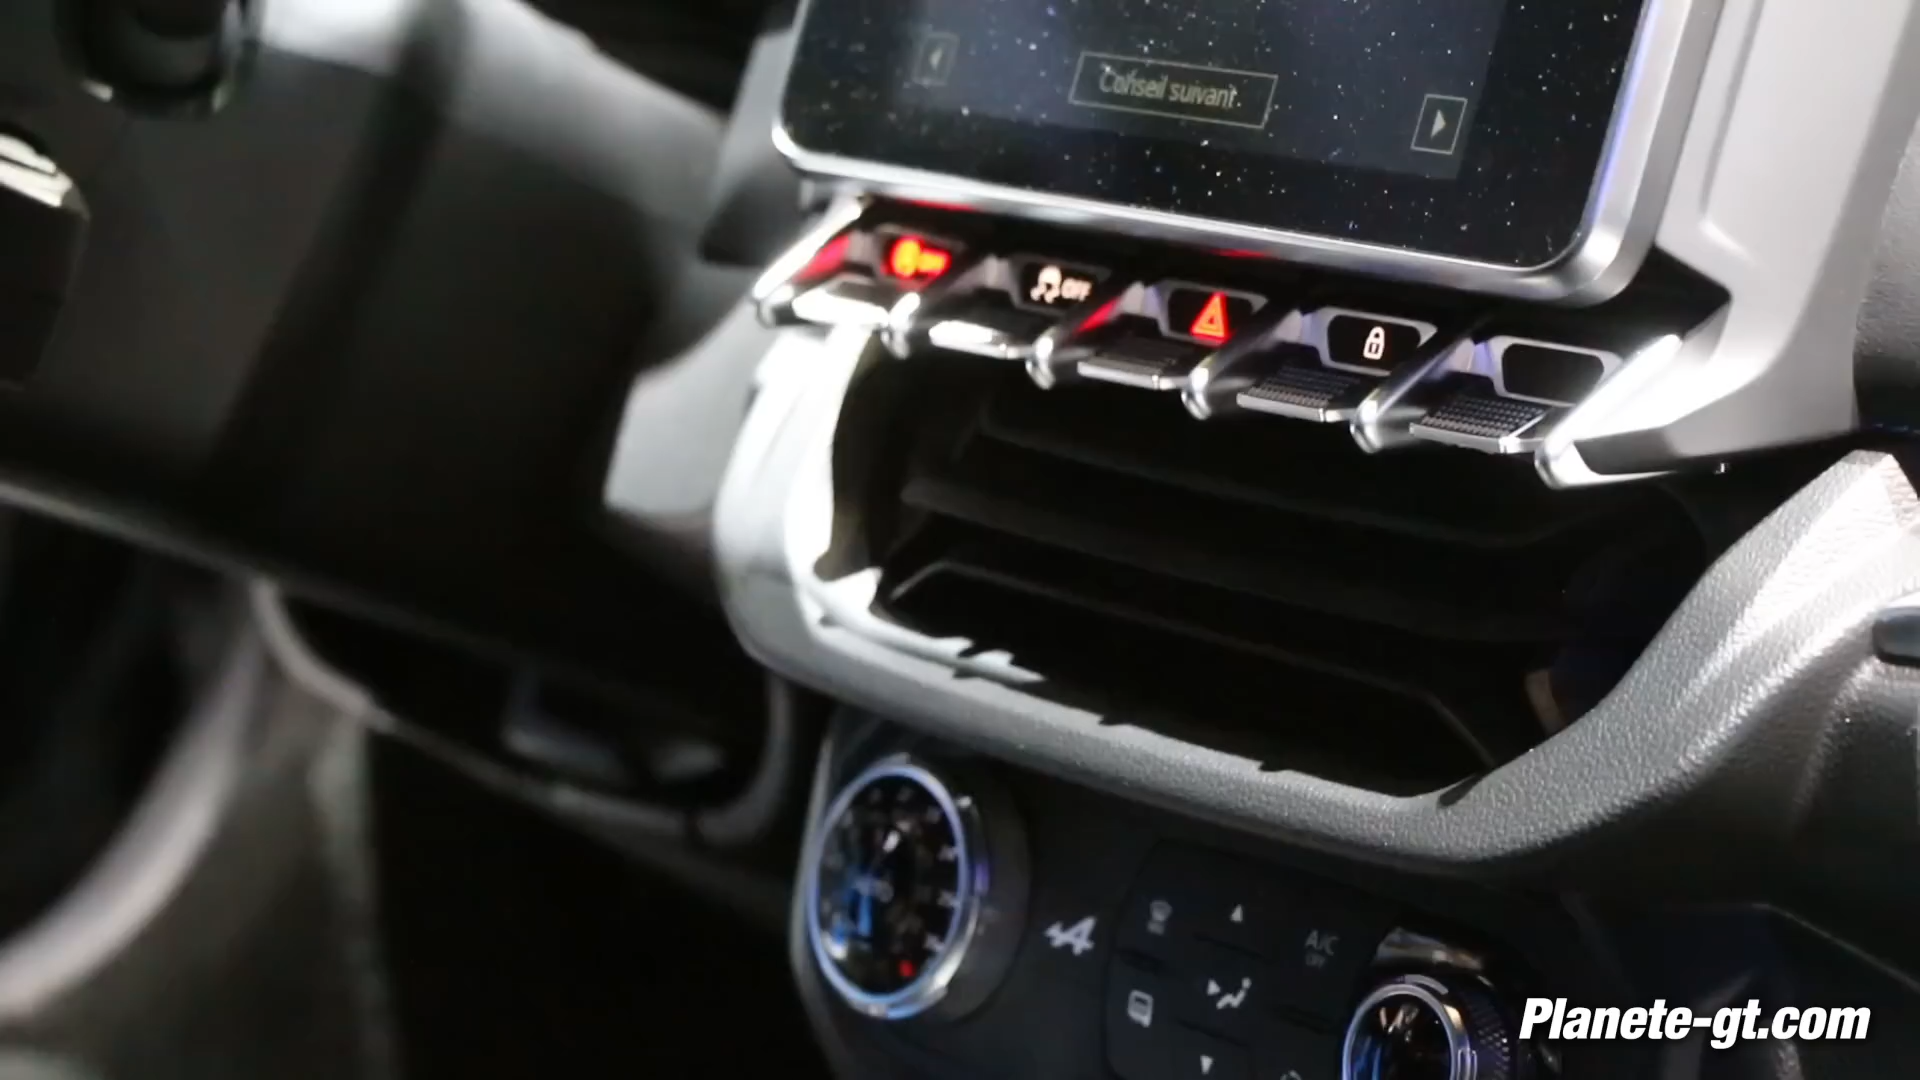 Conseil suivant
OFF
OFF
A/C
OFF
Planete-gt.com